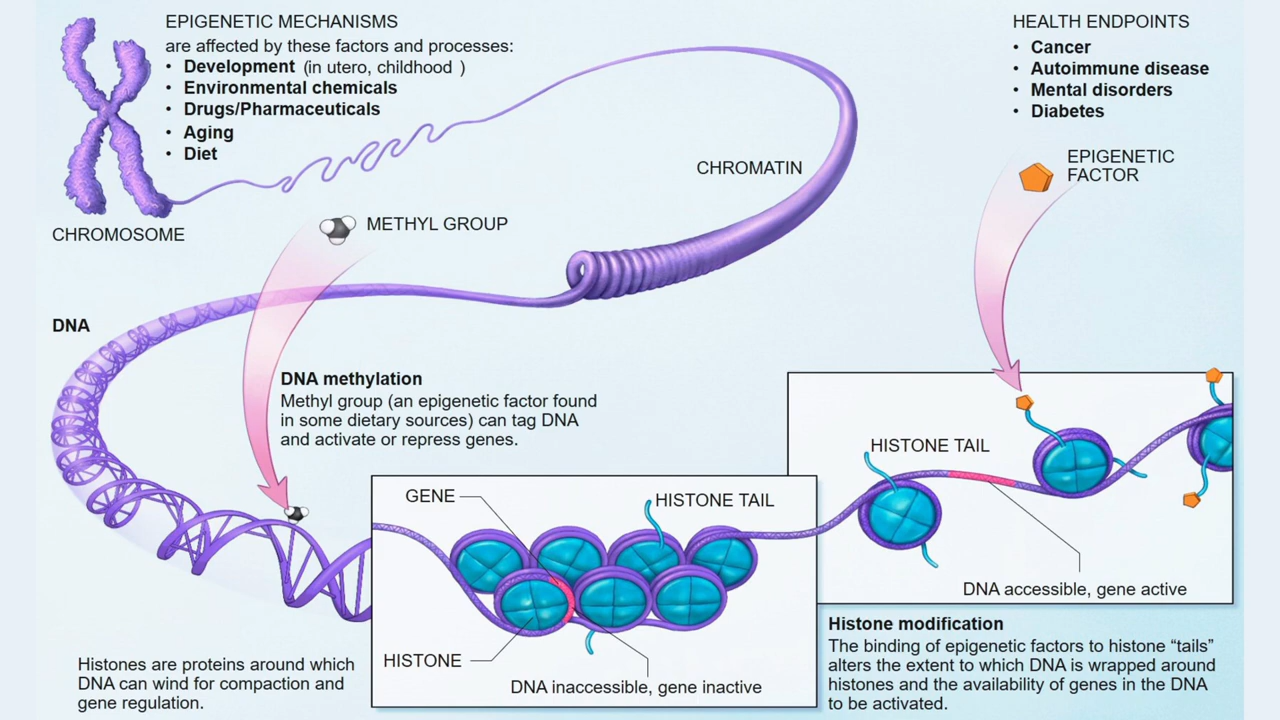 EPIGENETIC MECHANISMS
are affected by these factors and processes:
• Development (in utero, childhood )
• Environmental chemicals
• Drugs/Pharmaceuticals
• Aging
• Diet
HEALTH ENDPOINTS
• Cancer
• Autoimmune disease
• Mental disorders
• Diabetes
EPIGENETIC
FACTOR
CHROMATIN
METHYL GROUP
CHROMOSOME
DNA
DNA methylation
Methyl group (an epigenetic factor found
in some dietary sources) can tag DNA
and activate or repress genes.
HISTONE TAIL
GENE
HISTONE TAIL
DNA accessible, gene active
HISTONE
DNA inaccessible, gene inactive
Histones are proteins around which
DNA can wind for compaction and
gene regulation.
Histone modification
The binding of epigenetic factors to histone “tails”
alters the extent to which DNA is wrapped around
histones and the availability of genes in the DNA
to be activated.